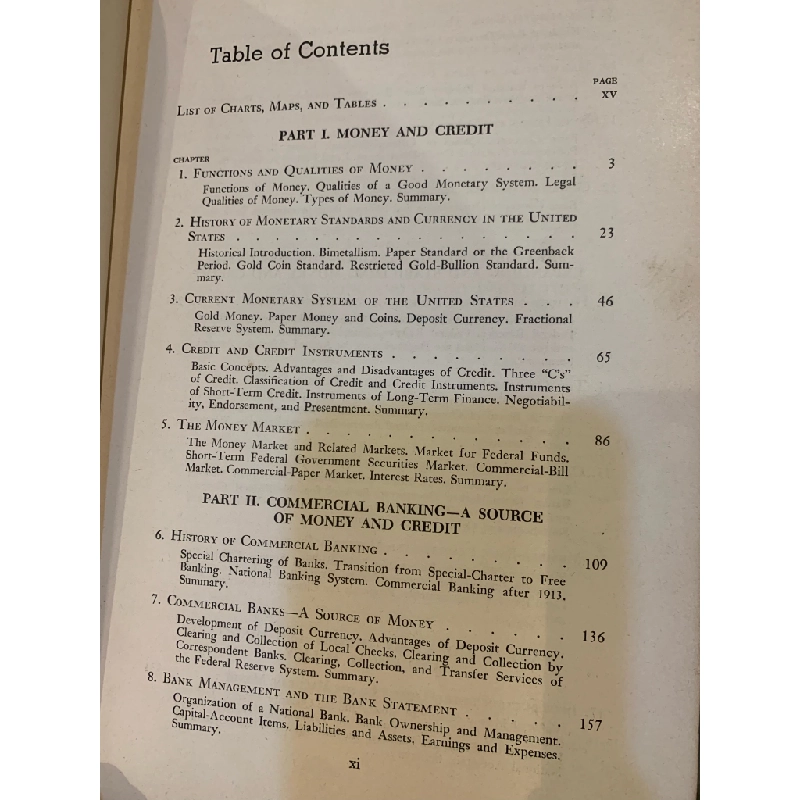 Table of Contents
PAGE
LIST OF CHARTS, MAPS, AND TABLES . . . . . . . . . . XV
PART I. MONEY AND CREDIT
CHAPTER
1. FUNCTIONS AND QUALITIES OF MONEY . . . . . . . . 3
Functions of Money. Qualities of a Good Monetary System. Legal
Qualities of Money. Types of Money. Summary.
2. HISTORY OF MONETARY STANDARDS AND CURRENCY IN THE UNITED
STATES . . . . . . . . . . . . . . . . . 23
Historical Introduction. Bimetallism. Paper Standard or the Greenback
Period. Gold Coin Standard. Restricted Gold-Bullion Standard. Sum-
mary.
3. CURRENT MONETARY SYSTEM OF THE UNITED STATES . . . 46
Gold Money. Paper Money and Coins. Deposit Currency. Fractional
Reserve System. Summary.
4. CREDIT AND CREDIT INSTRUMENTS . . . . . . . . . 65
Basic Concepts. Advantages and Disadvantages of Credit. Three "C's"
of Credit. Classification of Credit and Credit Instruments. Instruments
of Short-Term Credit. Instruments of Long-Term Finance. Negotiabil-
ity, Endorsement, and Presentment. Summary.
5. THE MONEY MARKET . . . . . . . . . . . . . 86
The Money Market and Related Markets. Market for Federal Funds.
Short-Term Federal Government Securities Market. Commercial-Bill
Market. Commercial-Paper Market. Interest Rates. Summary.
PART II. COMMERCIAL BANKING—A SOURCE
OF MONEY AND CREDIT
6. HISTORY OF COMMERCIAL BANKING . . . . . . . . . 109
Special Chartering of Banks. Transition from Special-Charter to Free
Banking. National Banking System. Commercial Banking after 1913.
Summary.
7. COMMERCIAL BANKS—A SOURCE OF MONEY . . . . . . 136
Development of Deposit Currency. Advantages of Deposit Currency.
Clearing and Collection of Local Checks. Clearing and Collection by
Correspondent Banks. Clearing, Collection, and Transfer Services of
the Federal Reserve System. Summary.
8. BANK MANAGEMENT AND THE BANK STATEMENT . . . . . 157
Organization of a National Bank. Bank Ownership and Management.
Capital-Account Items. Liabilities and Assets. Earnings and Expenses.
Summary.
xi